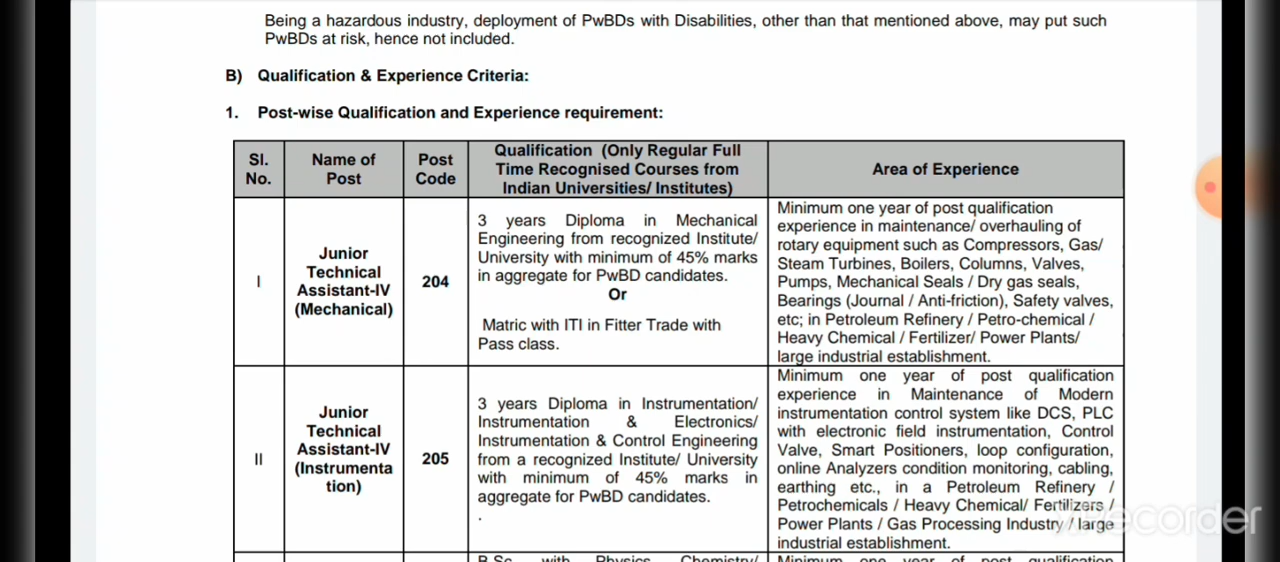 Being a hazardous industry, deployment of PwBDs with Disabilities, other than that mentioned above, may put such
PwBDs at risk, hence not included.
B) Qualification & Experience Criteria:
1. Post-wise Qualification and Experience requirement:
Sl.
No.
Name of
Post
Post
Code
Qualification (Only Regular Full
Time Recognised Courses from
Indian Universities/ Institutes)
Area of Experience
I
Junior
Technical
Assistant-IV
(Mechanical)
204
3 years Diploma in Mechanical
Engineering from recognized Institute/
University with minimum of 45% marks
in aggregate for PwBD candidates.
Or
Matric with ITI in Fitter Trade with
Pass class.
Minimum one year of post qualification
experience in maintenance/ overhauling of
rotary equipment such as Compressors, Gas/
Steam Turbines, Boilers, Columns, Valves,
Pumps, Mechanical Seals / Dry gas seals,
Bearings (Journal / Anti-friction), Safety valves,
etc; in Petroleum Refinery / Petro-chemical /
Heavy Chemical / Fertilizer/ Power Plants/
large industrial establishment.
II
Junior
Technical
Assistant-IV
(Instrumenta
tion)
205
3 years Diploma in Instrumentation/
Instrumentation & Electronics/
Instrumentation & Control Engineering
from a recognized Institute/ University
with minimum of 45% marks in
aggregate for PwBD candidates.
.
Minimum one year of post qualification
experience in Maintenance of Modern
instrumentation control system like DCS, PLC
with electronic field instrumentation, Control
Valve, Smart Positioners, loop configuration,
online Analyzers condition monitoring, cabling,
earthing etc., in a Petroleum Refinery /
Petrochemicals / Heavy Chemical/ Fertilizers /
Power Plants / Gas Processing Industry / large
industrial establishment.
B.Sc. with Physics, Chemistry/
Minimum one year of post qualification
XRecorder